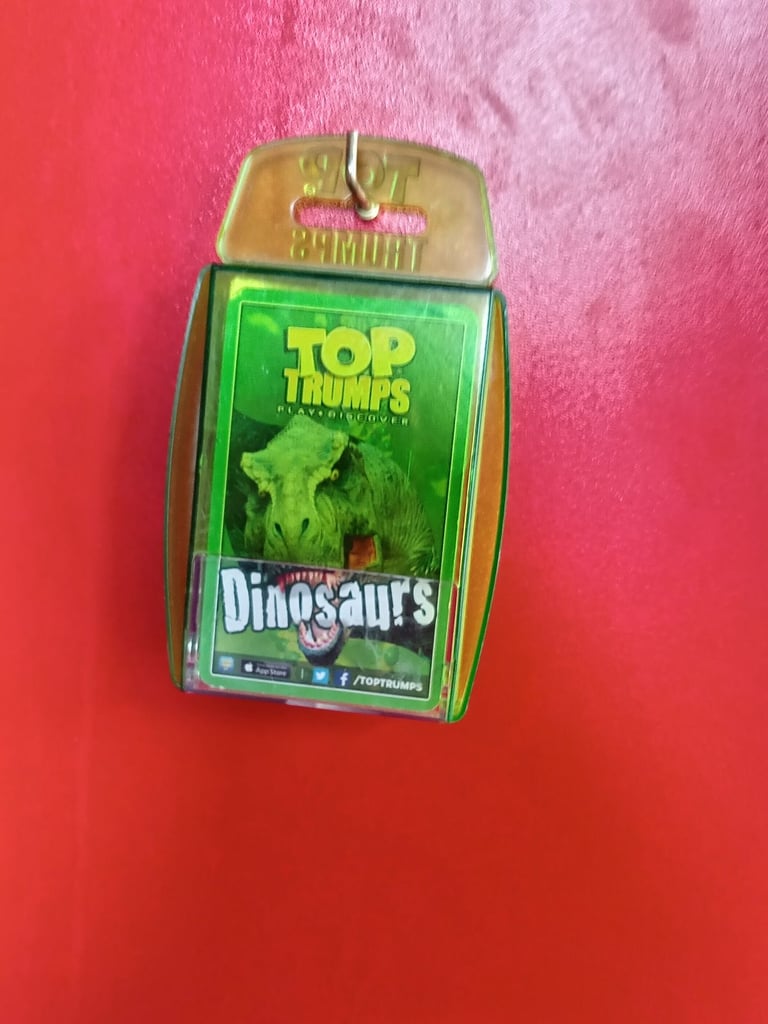 TOP
TRUMPS
TOP
TRUMPS
PLAY+DISCOVER
Dinosaurs
App Store | f /TOPTRUMPS